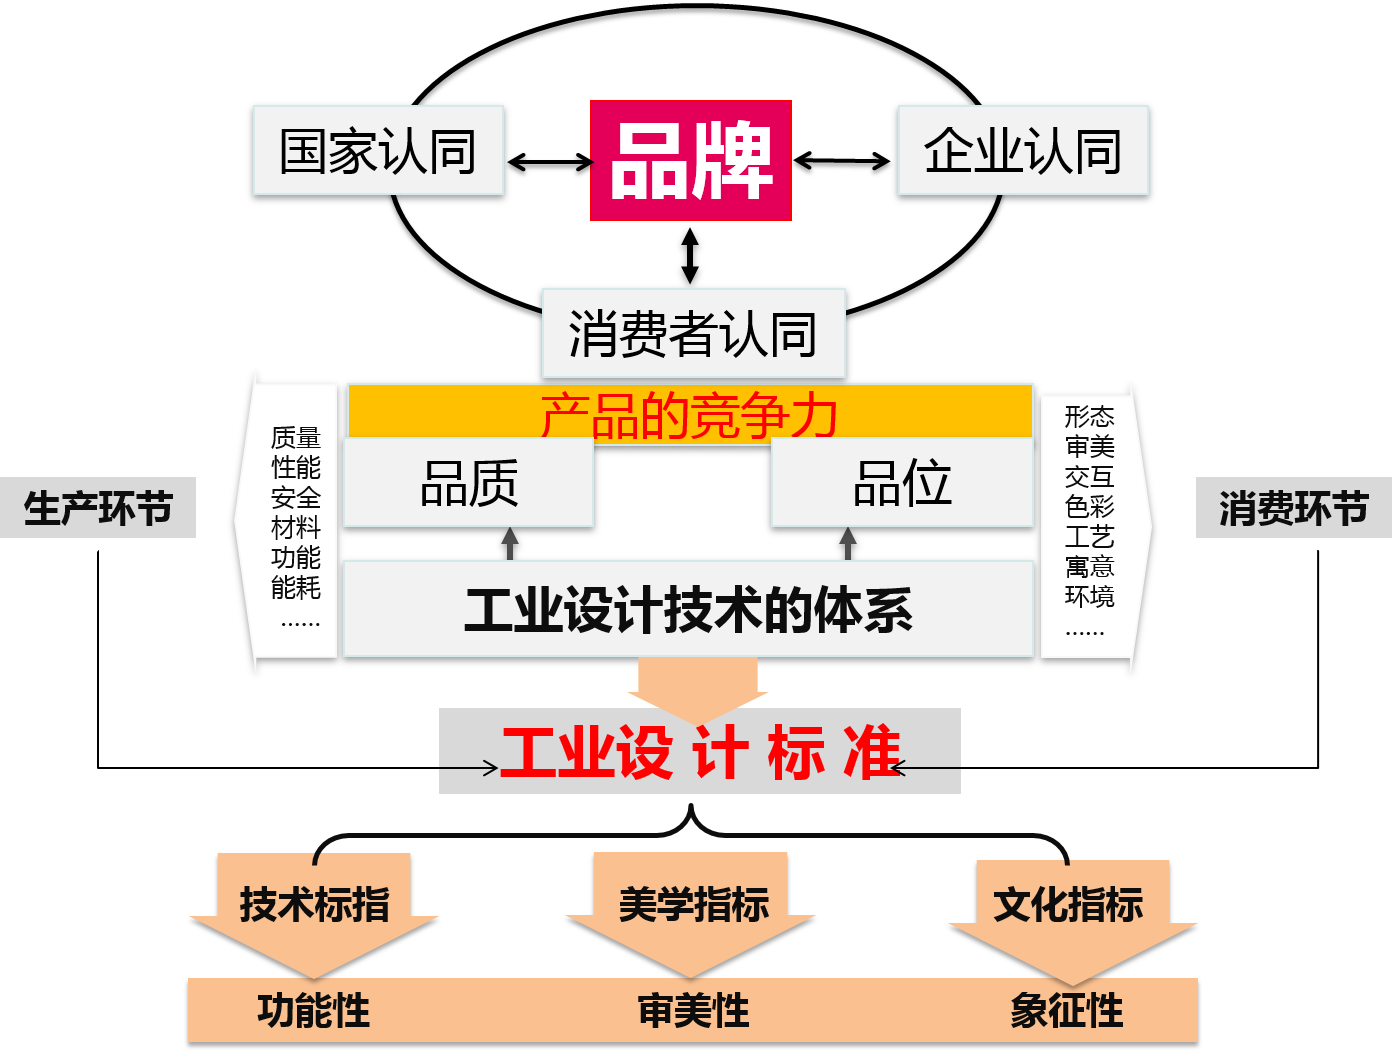 国家认同
品牌
企业认同
消费者认同
产品的竞争力
品质
品位
质量
性能
安全
材料
功能
能耗
……
形态
审美
交互
色彩
工艺
寓意
环境
……
生产环节
消费环节
工业设计技术的体系
工业设 计 标 准
技术标指
美学指标
文化指标
功能性
审美性
象征性